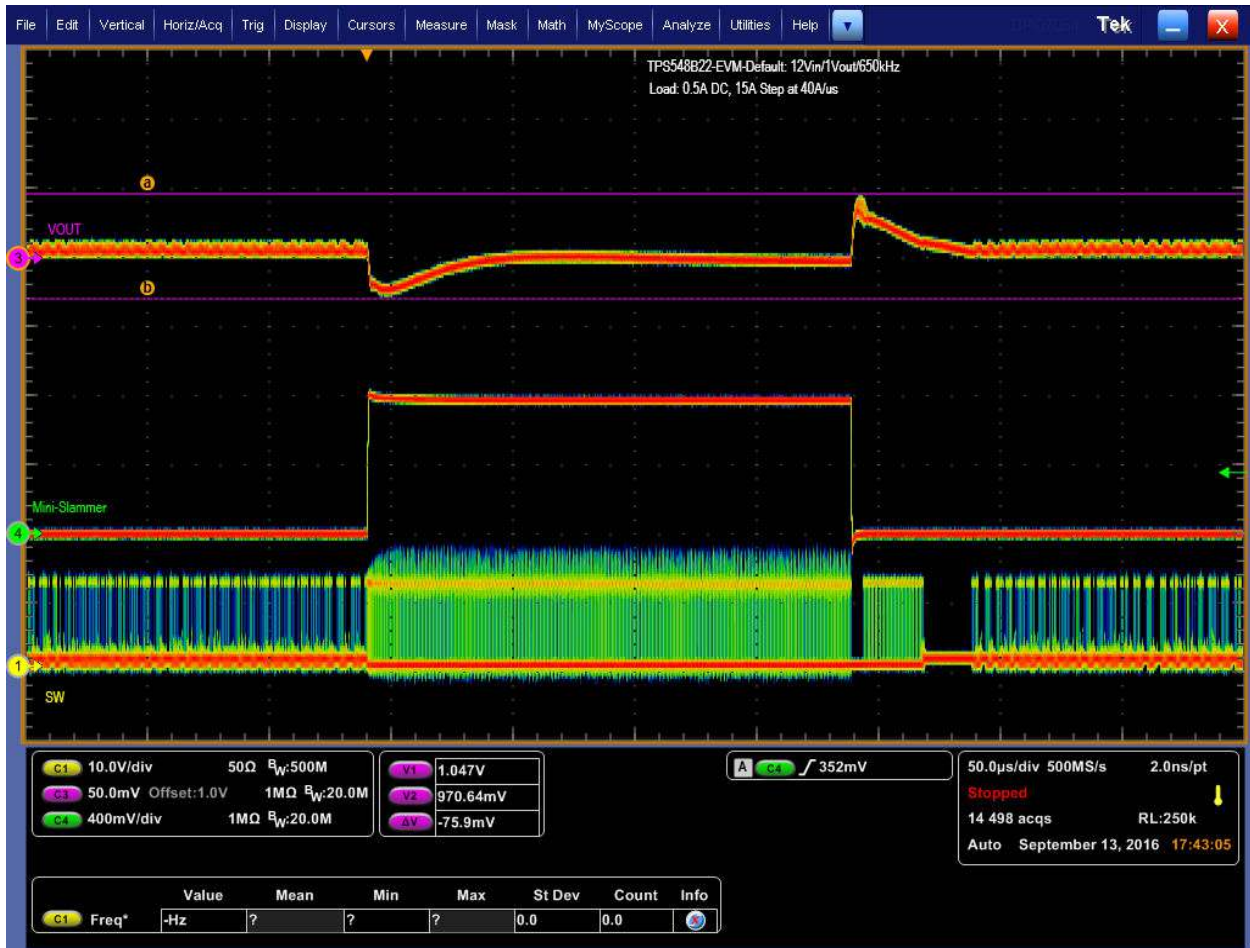 File Edit Vertical Horiz/Acq Trig Display Cursors Measure Mask Math MyScope Analyze Utilities Help Tek X
TPS548B22-EVM-Default: 12Vin/1Vout/650kHz
Load: 0.5A DC, 15A Step at 40A/us
a
VOUT
3
b
Mini-Slammer
4
1
SW
C1 10.0V/div 50Ω BW:500M
C3 50.0mV Offset:1.0V 1MΩ BW:20.0M
C4 400mV/div 1MΩ BW:20.0M
V1 1.047V
V2 970.64mV
ΔV -75.9mV
A C4 352mV
50.0µs/div 500MS/s 2.0ns/pt
Stopped
14 498 acqs RL:250k
Auto September 13, 2016 17:43:05
Value Mean Min Max St Dev Count Info
C1 Freq* -Hz ? ? ? 0.0 0.0